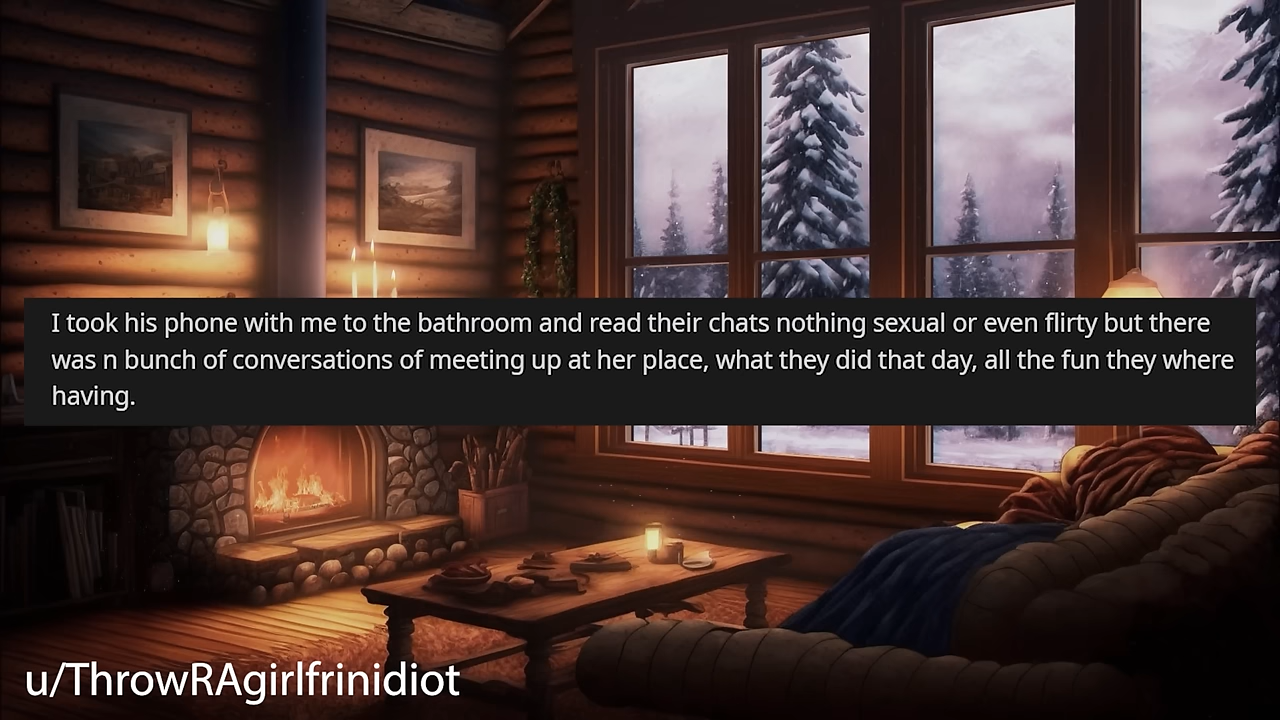 I took his phone with me to the bathroom and read their chats nothing sexual or even flirty but there
was n bunch of conversations of meeting up at her place, what they did that day, all the fun they where
having.
u/ThrowRAgirlfrinidiot